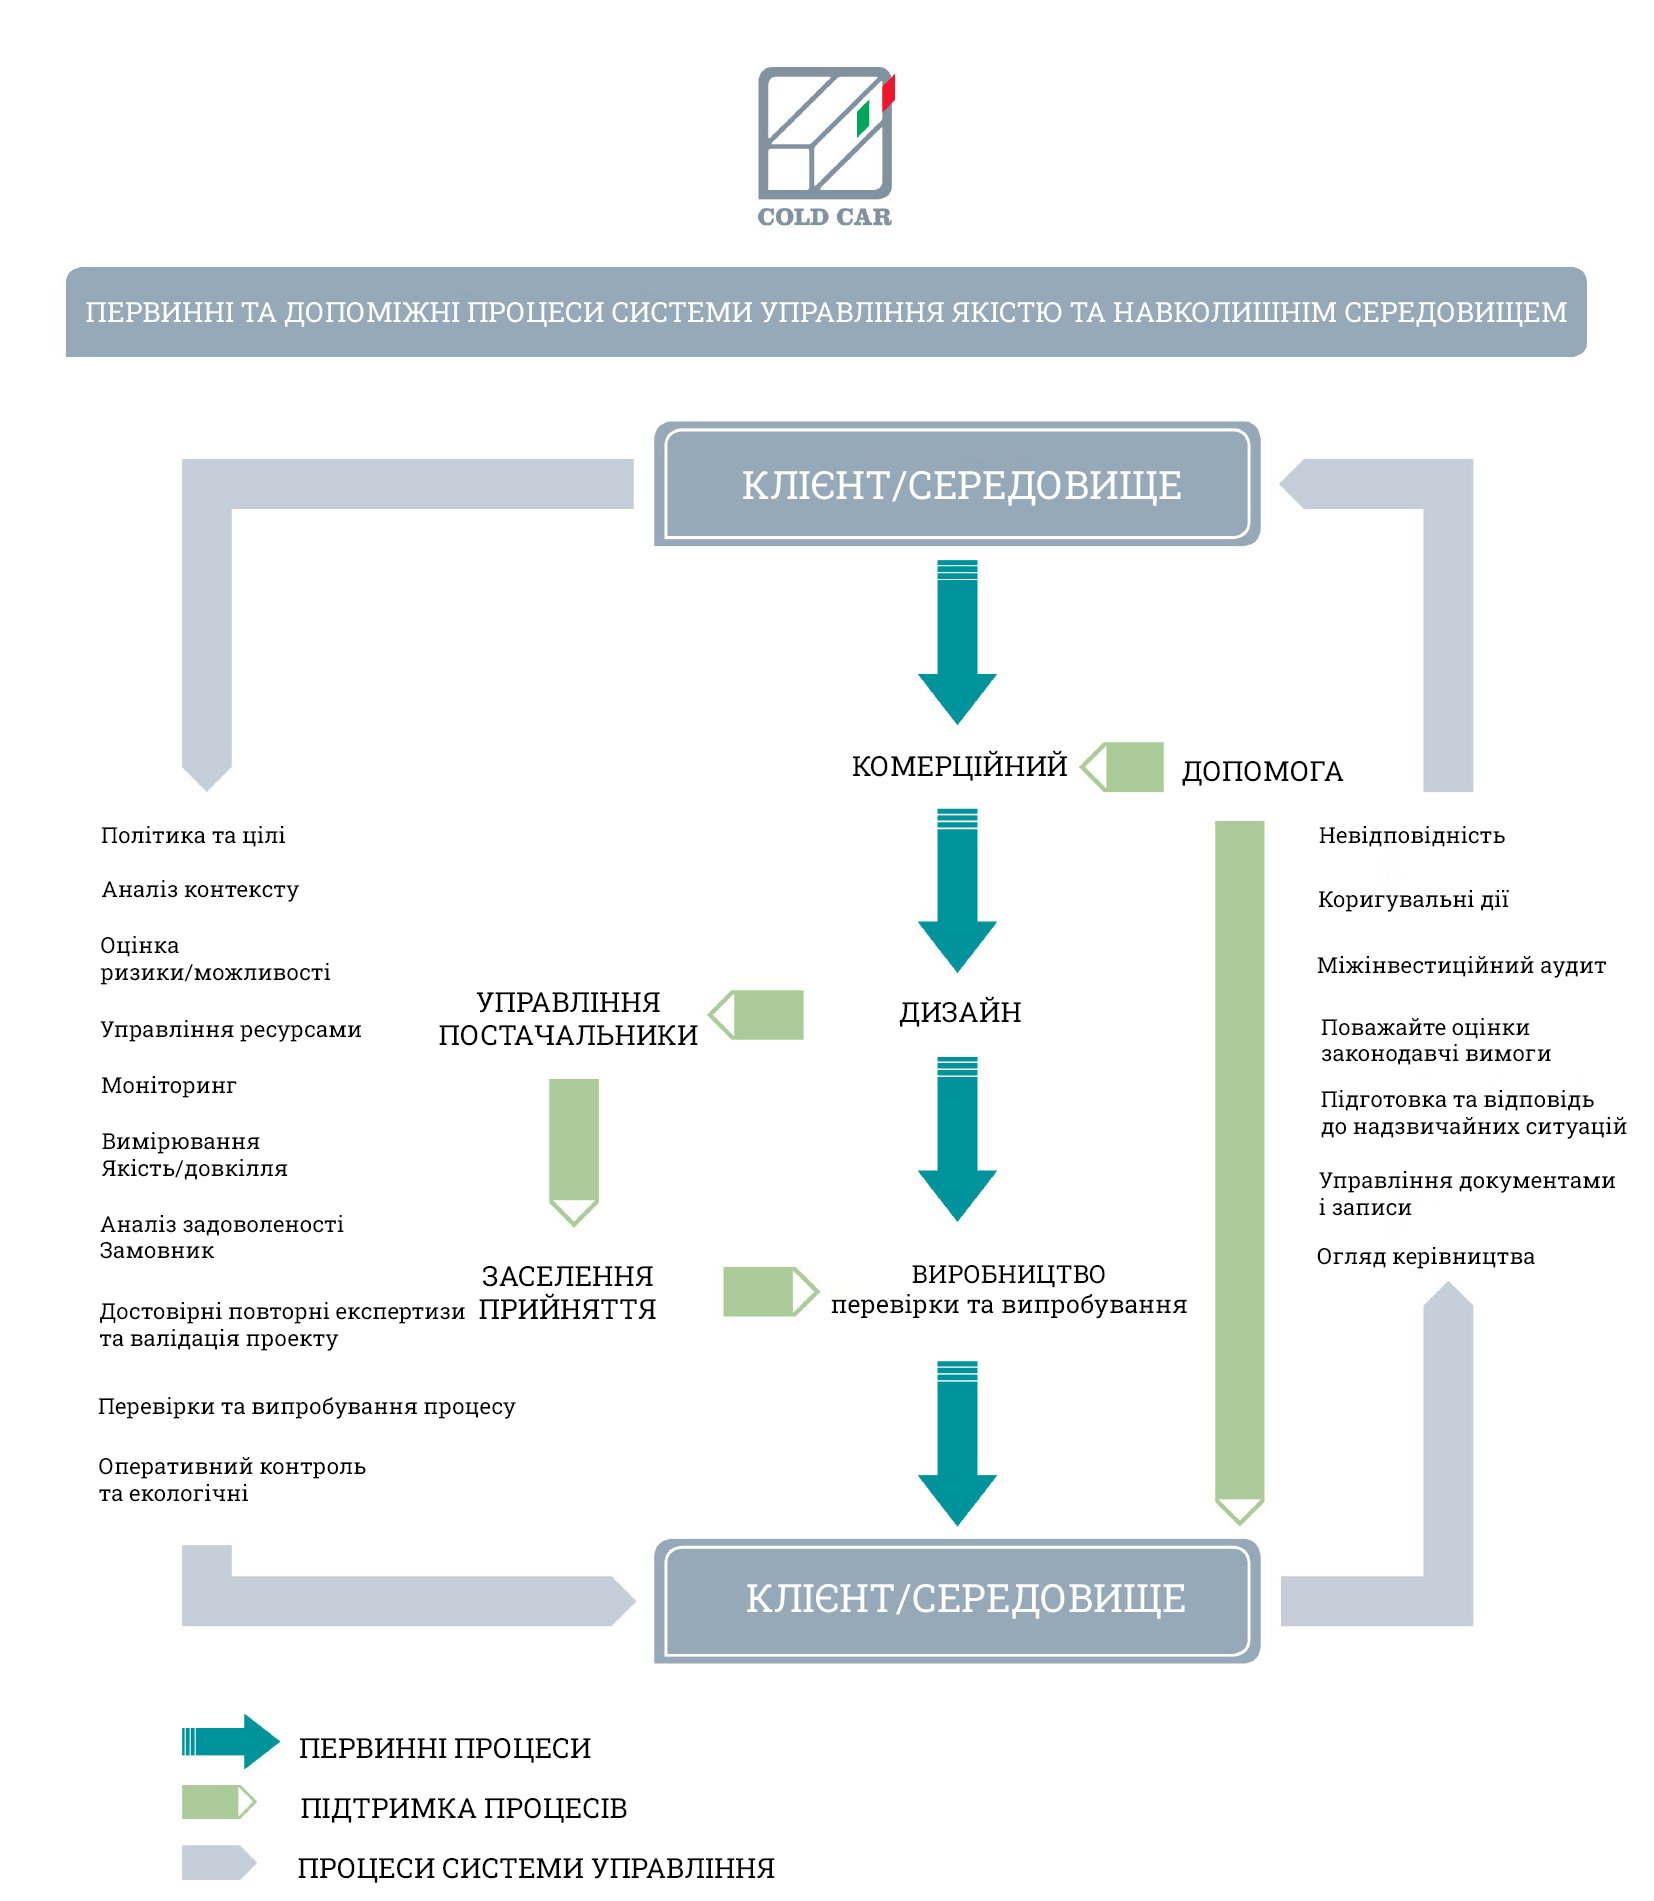 COLD CAR
ПЕРВИННІ ТА ДОПОМІЖНІ ПРОЦЕСИ СИСТЕМИ УПРАВЛІННЯ ЯКІСТЮ ТА НАВКОЛИШНІМ СЕРЕДОВИЩЕМ
КЛІЄНТ/СЕРЕДОВИЩЕ
КОМЕРЦІЙНИЙ
ДОПОМОГА
Політика та цілі
Аналіз контексту
Оцінка
ризики/можливості
Управління ресурсами
Моніторинг
Вимірювання
Якість/довкілля
Аналіз задоволеності
Замовник
Достовірні повторні експертизи
та валідація проекту
Перевірки та випробування процесу
Оперативний контроль
та екологічні
УПРАВЛІННЯ
ПОСТАЧАЛЬНИКИ
ДИЗАЙН
ЗАСЕЛЕННЯ
ПРИЙНЯТТЯ
ВИРОБНИЦТВО
перевірки та випробування
Невідповідність
Коригувальні дії
Міжінвестиційний аудит
Поважайте оцінки
законодавчі вимоги
Підготовка та відповідь
до надзвичайних ситуацій
Управління документами
і записи
Огляд керівництва
КЛІЄНТ/СЕРЕДОВИЩЕ
ПЕРВИННІ ПРОЦЕСИ
ПІДТРИМКА ПРОЦЕСІВ
ПРОЦЕСИ СИСТЕМИ УПРАВЛІННЯ